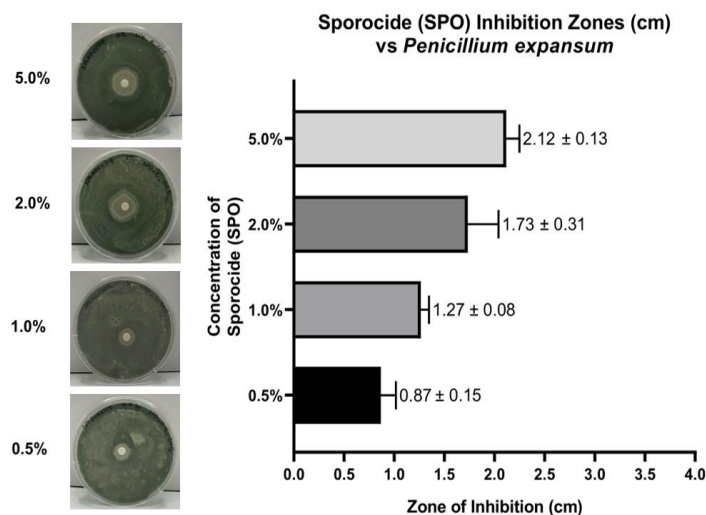 Sporocide (SPO) Inhibition Zones (cm)
vs Penicillium expansum
5.0%
2.0%
1.0%
0.5%
Concentration of
Sporocide (SPO)
5.0%
2.12 ± 0.13
2.0%
1.73 ± 0.31
1.0%
1.27 ± 0.08
0.5%
0.87 ± 0.15
0.0 0.5 1.0 1.5 2.0 2.5 3.0 3.5 4.0
Zone of Inhibition (cm)